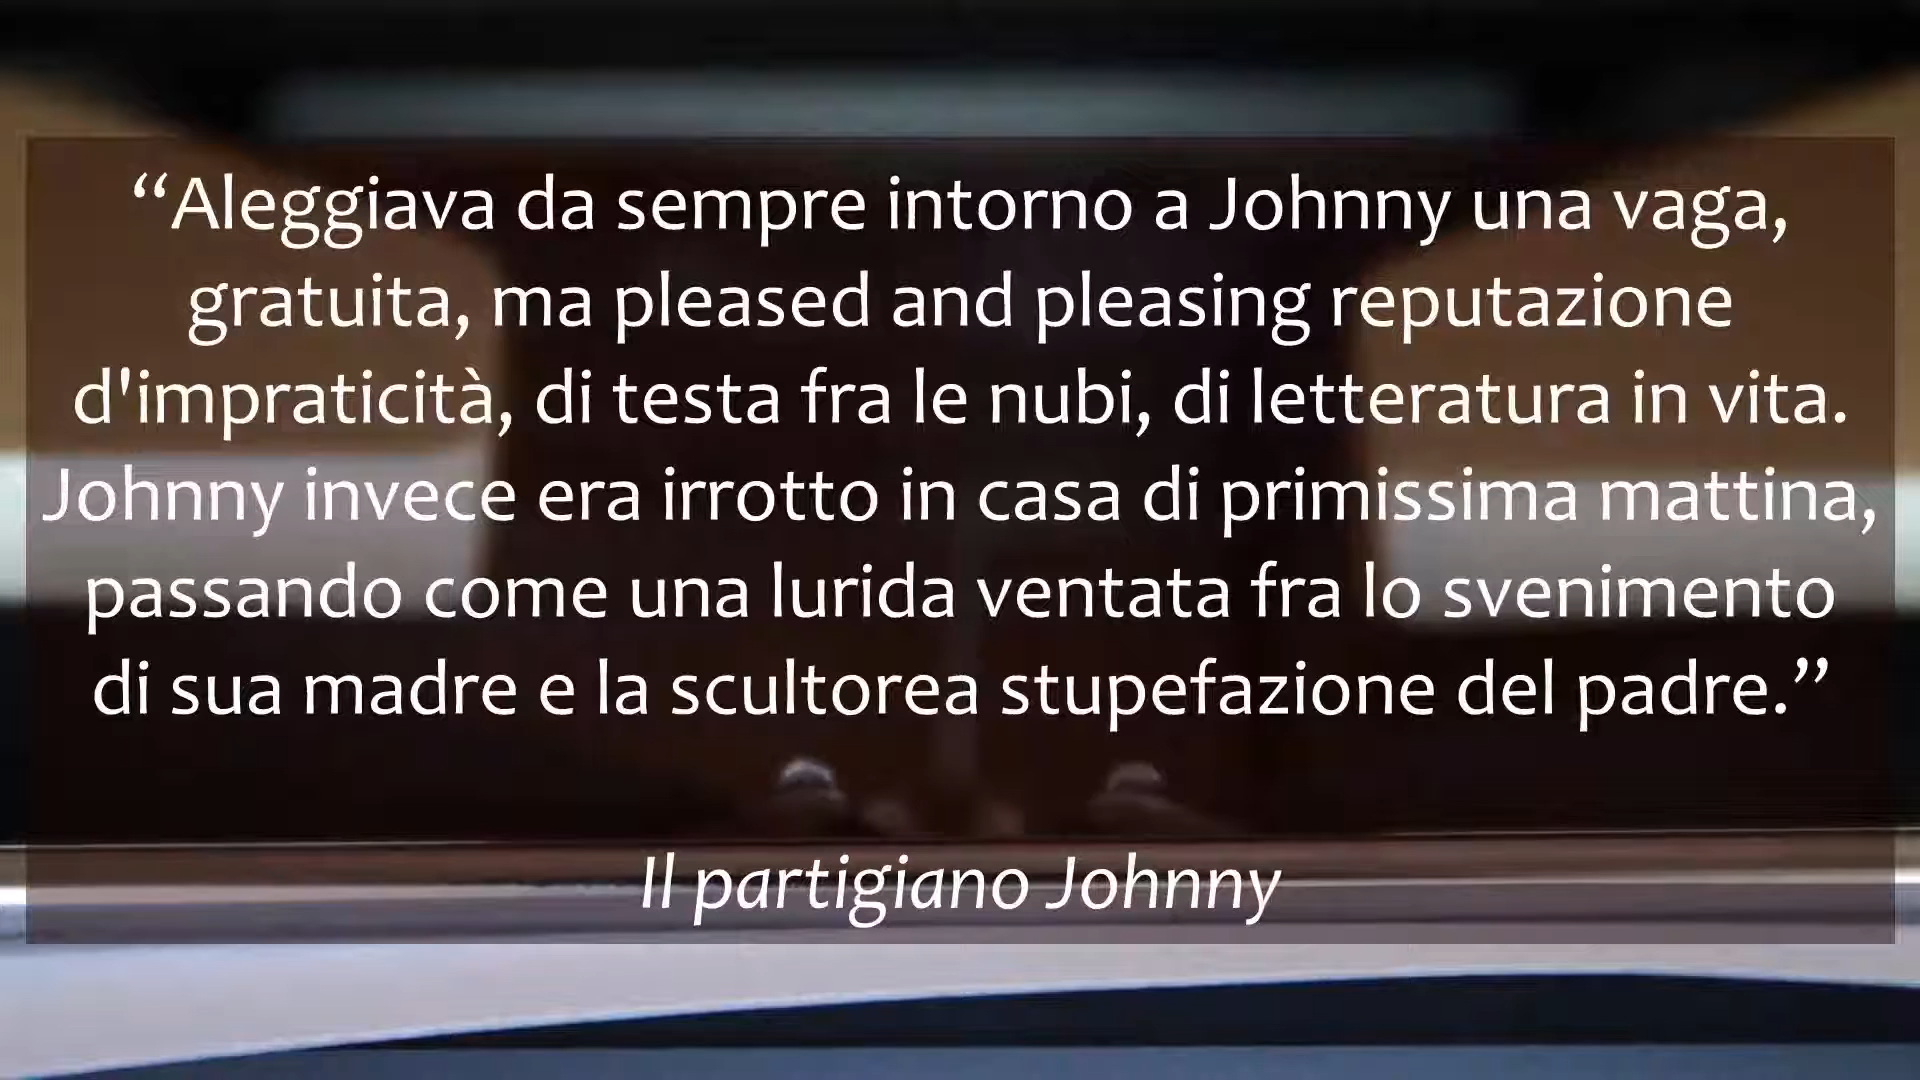 “Aleggiava da sempre intorno a Johnny una vaga,
gratuita, ma pleased and pleasing reputazione
d'impraticità, di testa fra le nubi, di letteratura in vita.
Johnny invece era irrotto in casa di primissima mattina,
passando come una lurida ventata fra lo svenimento
di sua madre e la scultorea stupefazione del padre.”
Il partigiano Johnny